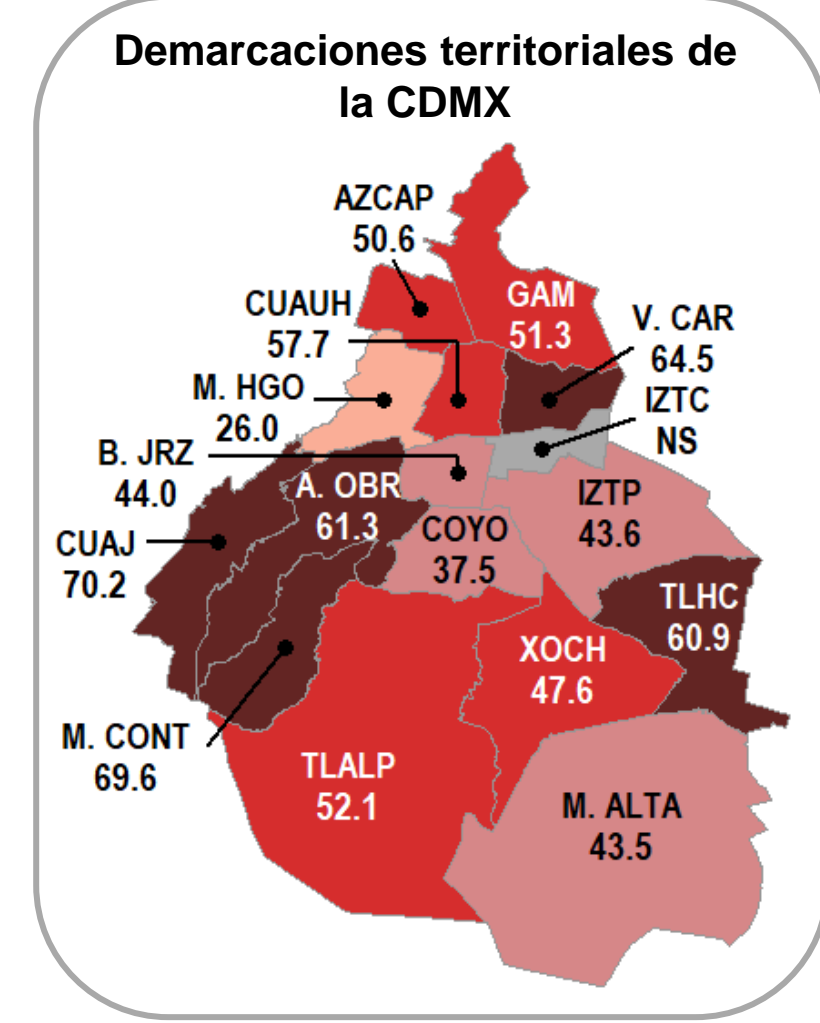 Demarcaciones territoriales de
la CDMX
AZCAP
50.6
GAM
51.3
CUAUH
57.7
V. CAR
64.5
M. HGO
26.0
IZTC
NS
B. JRZ
44.0
A. OBR
61.3
IZTP
43.6
CUAJ
70.2
COYO
37.5
TLHC
60.9
XOCH
47.6
M. CONT
69.6
TLALP
52.1
M. ALTA
43.5